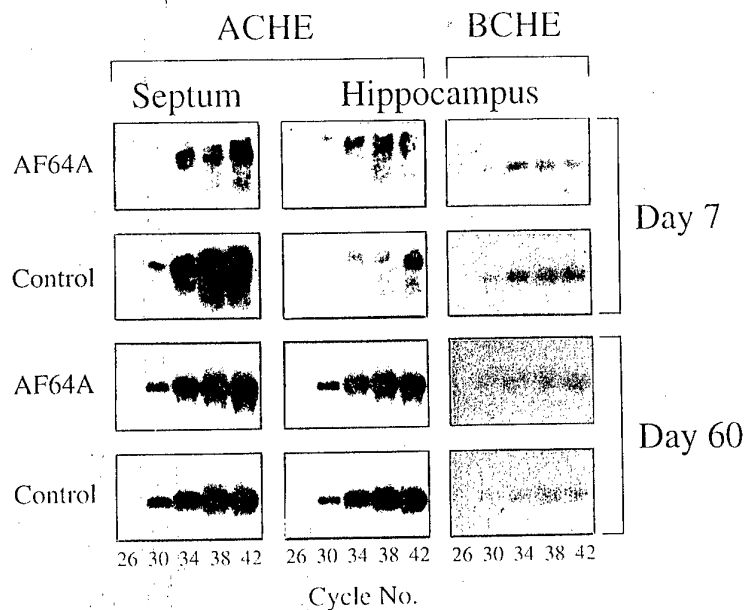 ACHE BCHE
Septum Hippocampus
AF64A
Day 7
Control
AF64A
Day 60
Control
26 30 34 38 42 26 30 34 38 42 26 30 34 38 42
Cycle No.